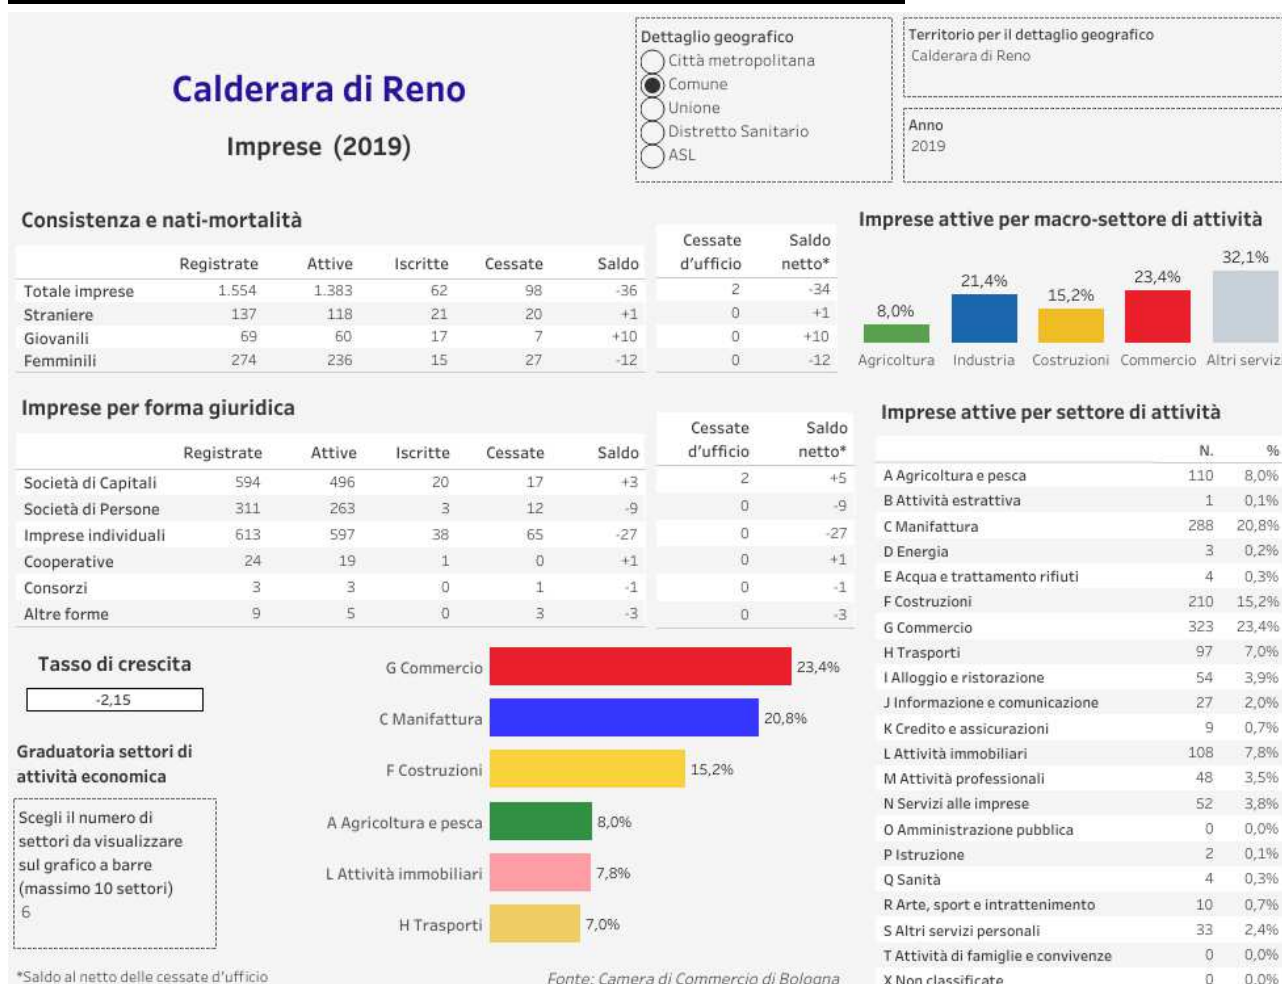 Calderara di Reno
Imprese (2019)
Dettaglio geografico
Città metropolitana
Comune
Unione
Distretto Sanitario
ASL
Territorio per il dettaglio geografico
Calderara di Reno
Anno
2019
Consistenza e nati-mortalità
Registrate Attive Iscritte Cessate Saldo Cessate d'ufficio Saldo netto*
Totale imprese 1.554 1.383 62 98 -36 2 -34
Straniere 137 118 21 20 +1 0 +1
Giovanili 69 60 17 7 +10 0 +10
Femminili 274 236 15 27 -12 0 -12
Imprese attive per macro-settore di attività
8,0% 21,4% 15,2% 23,4% 32,1%
Agricoltura Industria Costruzioni Commercio Altri serviz
Imprese per forma giuridica
Registrate Attive Iscritte Cessate Saldo Cessate d'ufficio Saldo netto*
Società di Capitali 594 496 20 17 +3 2 +5
Società di Persone 311 263 3 12 -9 0 -9
Imprese individuali 613 597 38 65 -27 0 -27
Cooperative 24 19 1 0 +1 0 +1
Consorzi 3 3 0 1 -1 0 -1
Altre forme 9 5 0 3 -3 0 -3
Imprese attive per settore di attività
N. %
A Agricoltura e pesca 110 8,0%
B Attività estrattiva 1 0,1%
C Manifattura 288 20,8%
D Energia 3 0,2%
E Acqua e trattamento rifiuti 4 0,3%
F Costruzioni 210 15,2%
G Commercio 323 23,4%
H Trasporti 97 7,0%
I Alloggio e ristorazione 54 3,9%
J Informazione e comunicazione 27 2,0%
K Credito e assicurazioni 9 0,7%
L Attività immobiliari 108 7,8%
M Attività professionali 48 3,5%
N Servizi alle imprese 52 3,8%
O Amministrazione pubblica 0 0,0%
P Istruzione 2 0,1%
Q Sanità 4 0,3%
R Arte, sport e intrattenimento 10 0,7%
S Altri servizi personali 33 2,4%
T Attività di famiglie e convivenze 0 0,0%
X Non classificate 0 0,0%
Tasso di crescita
-2,15
Graduatoria settori di
attività economica
Scegli il numero di
settori da visualizzare
sul grafico a barre
(massimo 10 settori)
6
G Commercio 23,4%
C Manifattura 20,8%
F Costruzioni 15,2%
A Agricoltura e pesca 8,0%
L Attività immobiliari 7,8%
H Trasporti 7,0%
*Saldo al netto delle cessate d'ufficio
Fonte: Camera di Commercio di Bologna